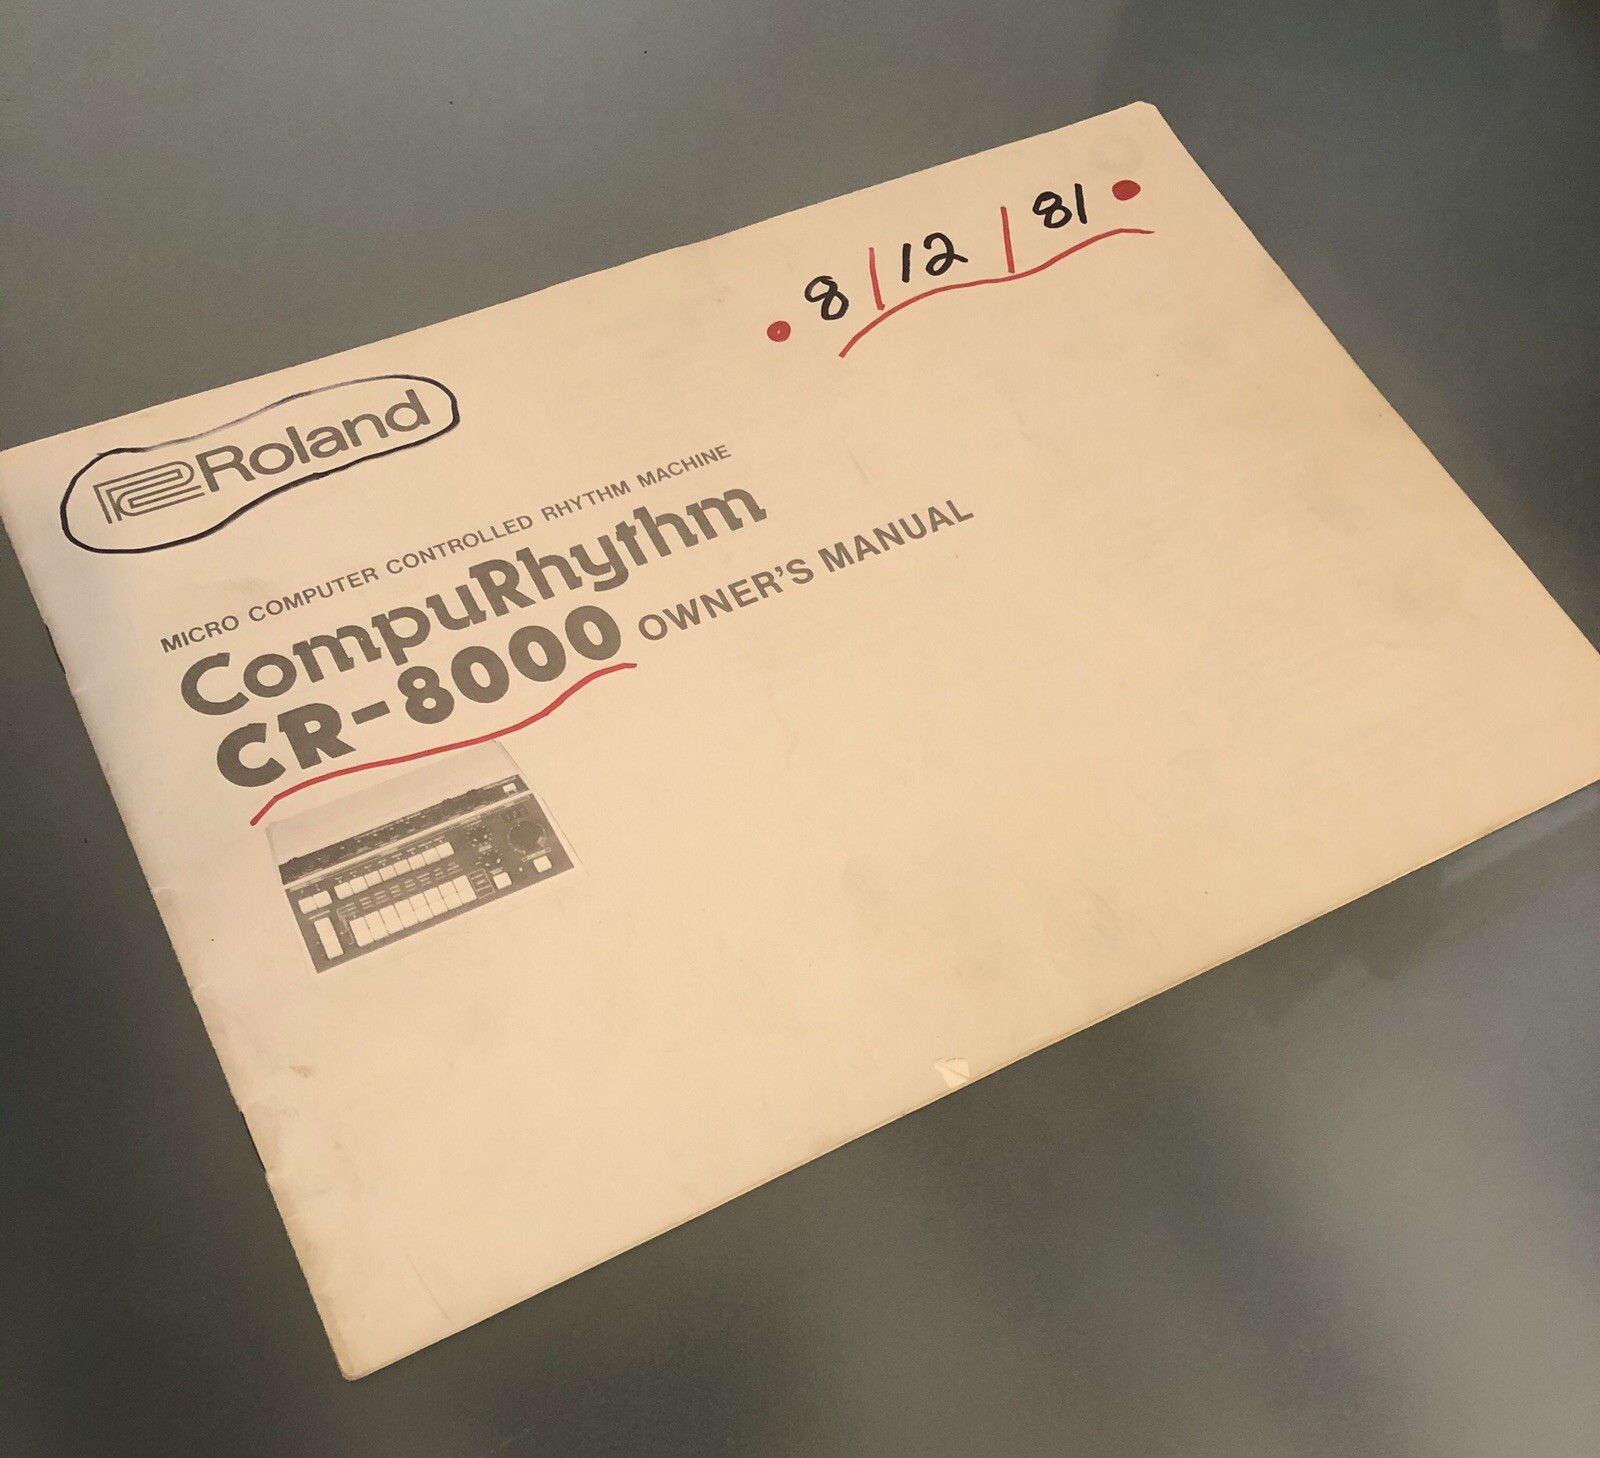 8/12/81
Roland
MICRO COMPUTER CONTROLLED RHYTHM MACHINE
CompuRhythm
CR-8000 OWNER'S MANUAL